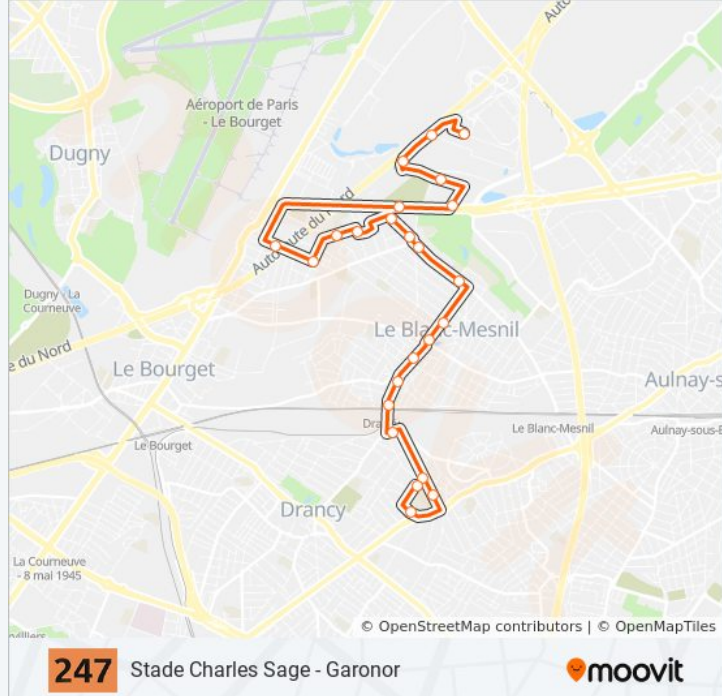 Auto
Aéroport de Paris
- Le Bourget
Dugny
Autoroute du Nord
Dugny - La
Courneuve
e du Nord
Le Blanc-Mesnil
Le Bourget
Aulnay-s
Dra
Le Blanc-Mesnil
Aulnay-sous-B
Le Bourget
Drancy
La Courneuve
- 8 mai 1945
© OpenStreetMap contributors | © OpenMapTiles
247 Stade Charles Sage - Garonor
moovit